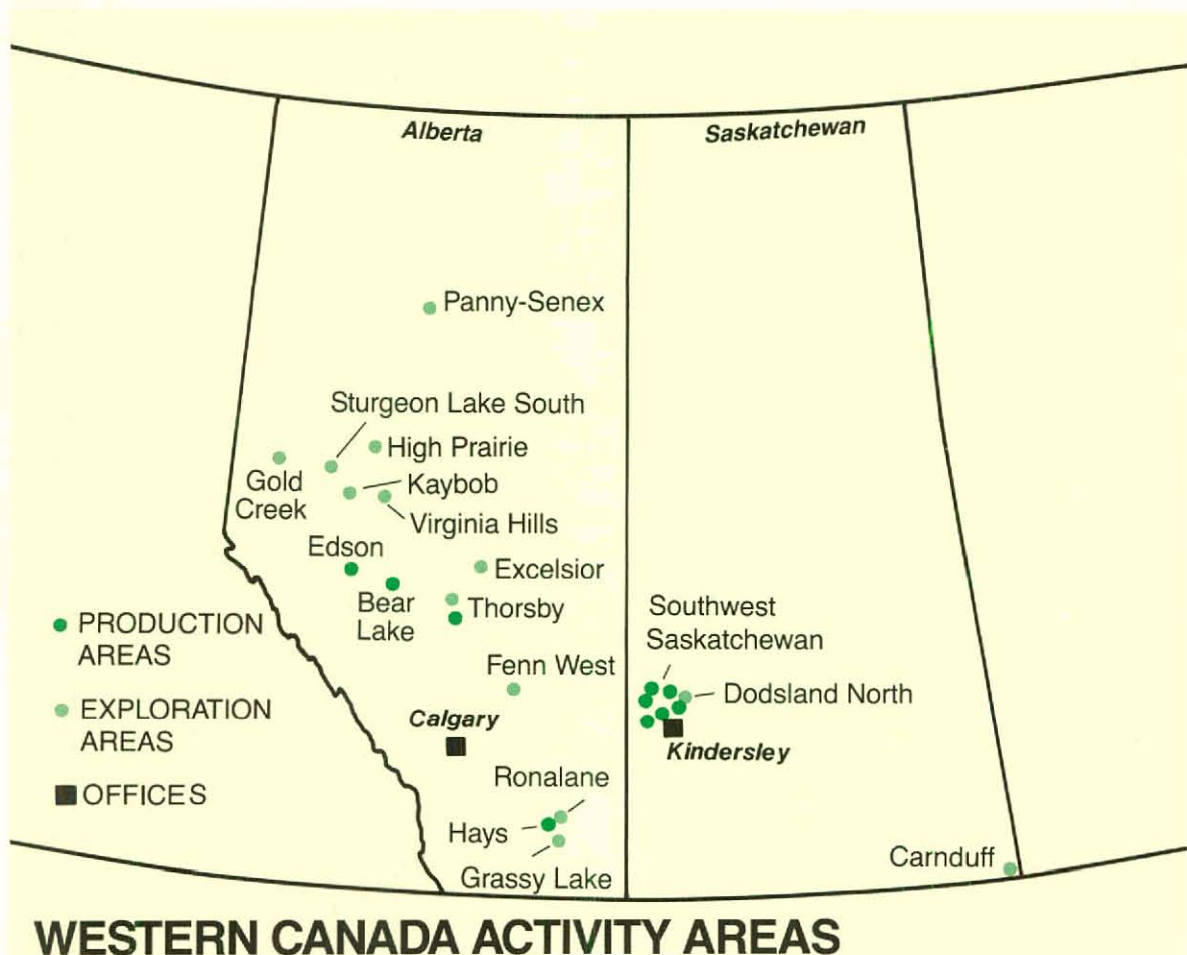 Alberta
Saskatchewan
Panny-Senex
Sturgeon Lake South
High Prairie
Gold
Creek
Kaybob
Virginia Hills
Edson
Excelsior
Bear
Lake
Thorsby
Southwest
Saskatchewan
PRODUCTION
AREAS
Fenn West
Dodsland North
EXPLORATION
AREAS
Calgary
Kindersley
Ronalane
OFFICES
Hays
Grassy Lake
Carnduff
WESTERN CANADA ACTIVITY AREAS